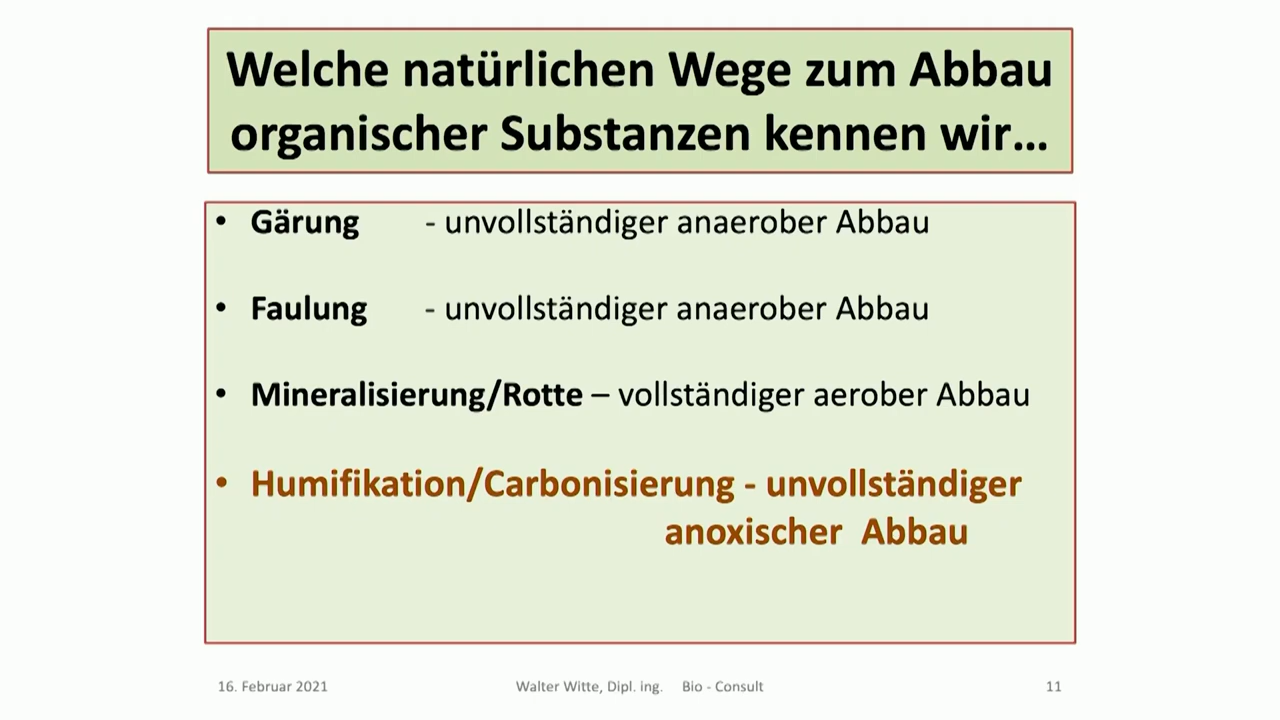 Welche natürlichen Wege zum Abbau
organischer Substanzen kennen wir...
• Gärung - unvollständiger anaerober Abbau
• Faulung - unvollständiger anaerober Abbau
• Mineralisierung/Rotte – vollständiger aerober Abbau
• Humifikation/Carbonisierung - unvollständiger
anoxischer Abbau
16. Februar 2021 Walter Witte, Dipl. ing. Bio - Consult 11